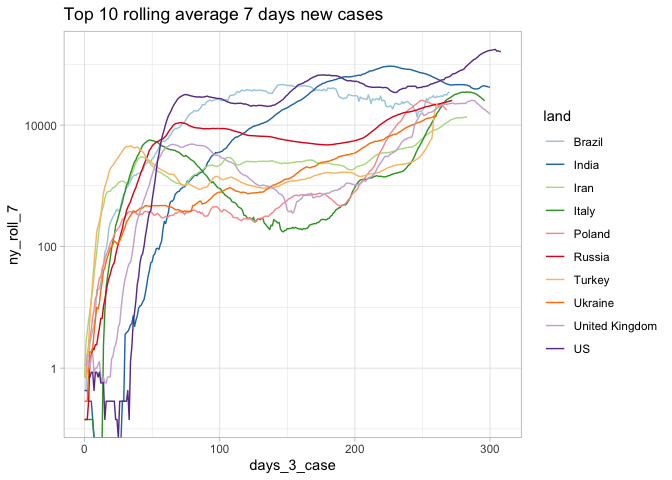 Top 10 rolling average 7 days new cases
ny_roll_7
10000
100
1
0
100
200
300
days_3_case
land
Brazil
India
Iran
Italy
Poland
Russia
Turkey
Ukraine
United Kingdom
US